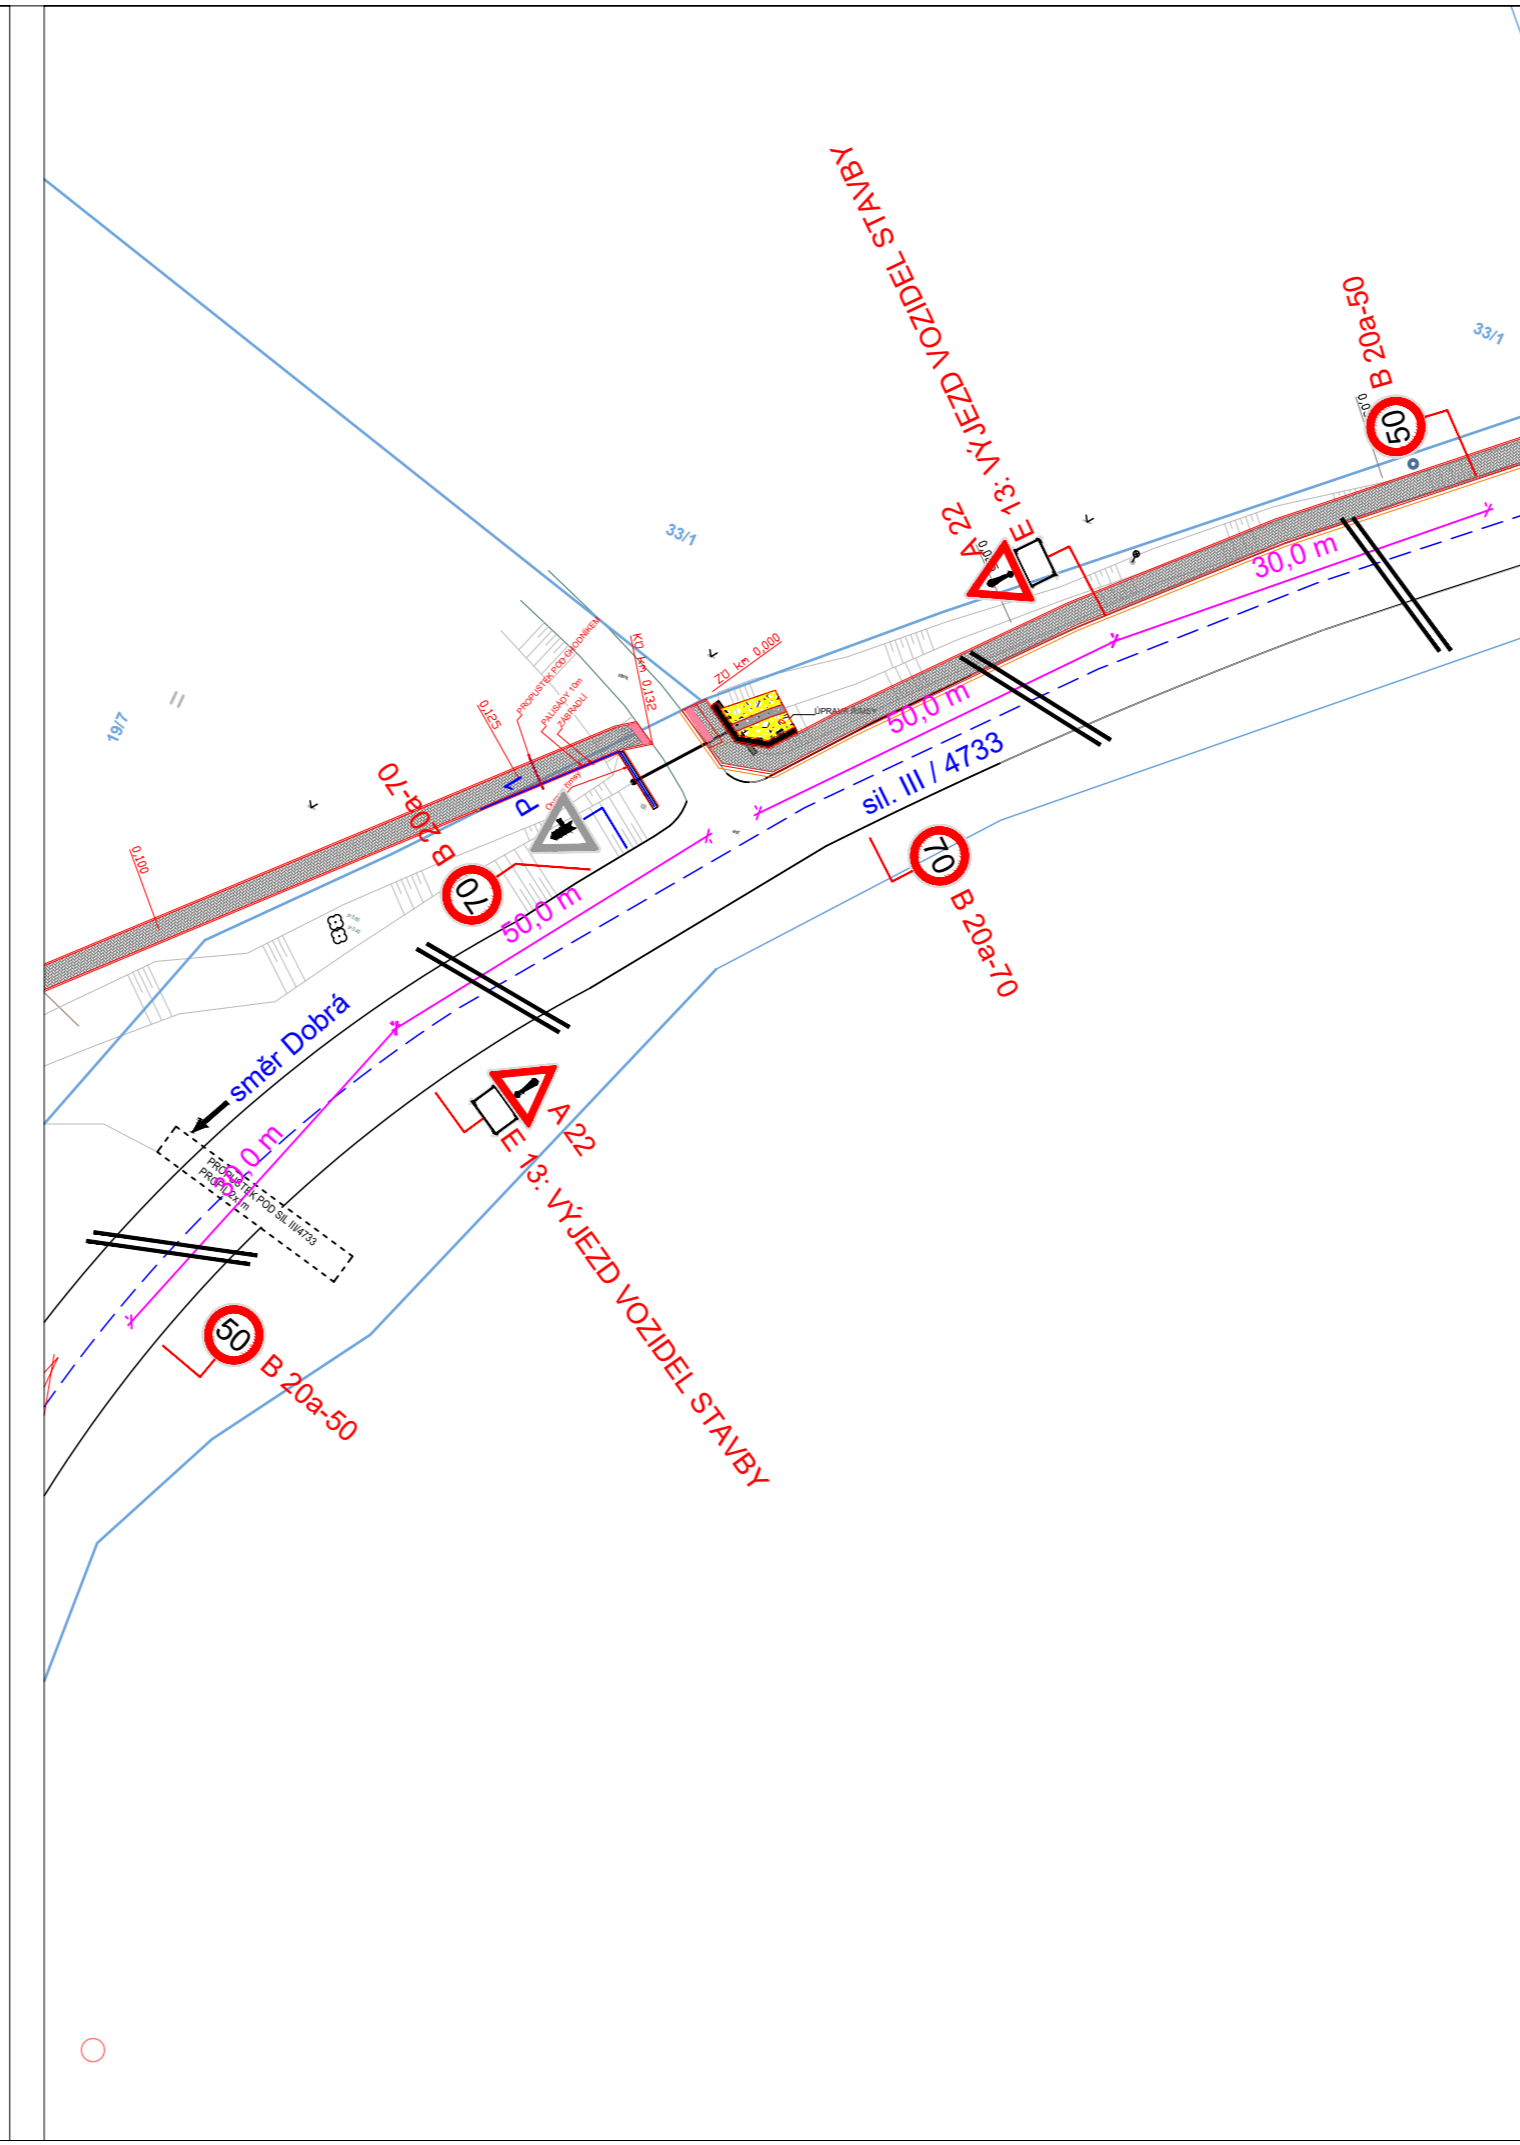 E 13: VÝJEZD VOZIDEL STAVBY
A 22
B 20a-50
50
33/1
33/1
30,0 m
50,0 m
sil. III / 4733
ZÚ km 0,000
KÚ km 0,132
PROPUSTEK POD CHODNÍKEM
PALISÁDY 10m
ZÁBRADLÍ
ÚPRAVA ŘÍMSY
0,125
0,100
19/7
P 1
B 20a-70
70
50,0 m
70
B 20a-70
směr Dobrá
A 22
E 13: VÝJEZD VOZIDEL STAVBY
PROPUSTEK POD SIL III/4733
50
B 20a-50